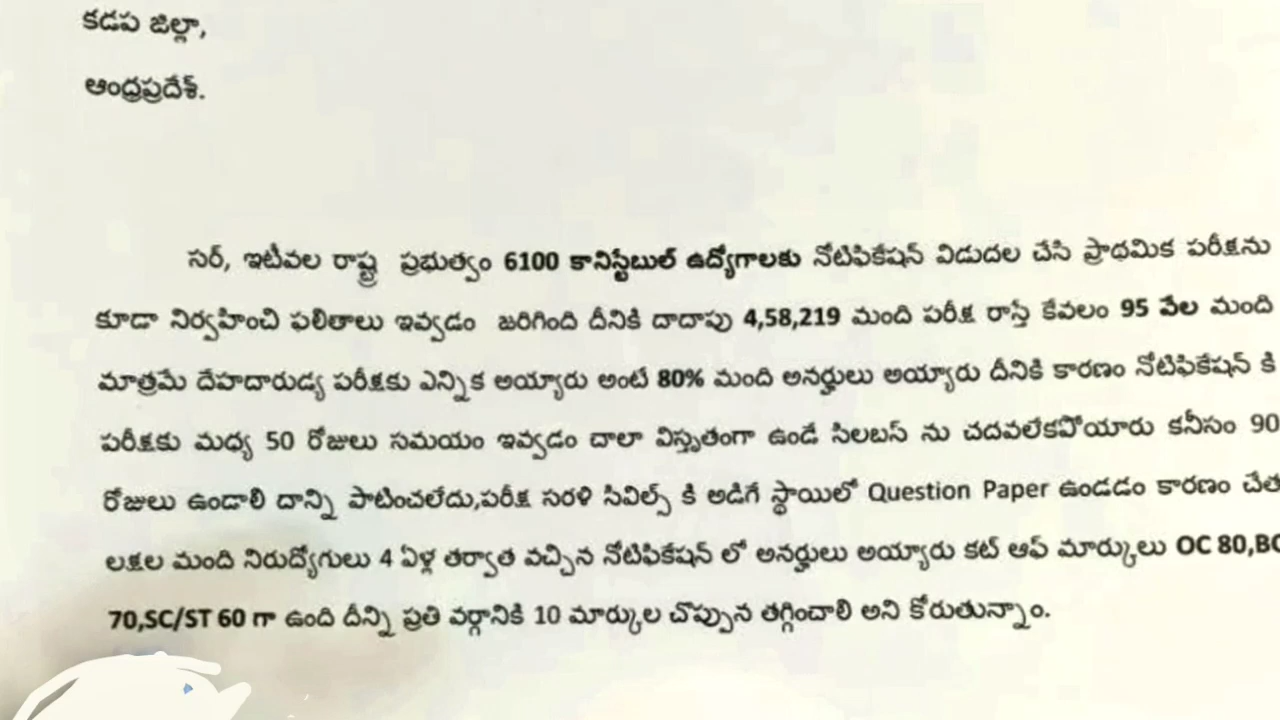 కడప జిల్లా,
ఆంధ్రప్రదేశ్.
సర్, ఇటీవల రాష్ట్ర ప్రభుత్వం 6100 కానిస్టేబుల్ ఉద్యోగాలకు నోటిఫికేషన్ విడుదల చేసి ప్రాథమిక పరీక్షను
కూడా నిర్వహించి ఫలితాలు ఇవ్వడం జరిగింది దీనికి దాదాపు 4,58,219 మంది పరీక్ష రాస్తే కేవలం 95 వేల మంది
మాత్రమే దేహదారుడ్య పరీక్షకు ఎన్నిక అయ్యారు అంటే 80% మంది అనర్హులు అయ్యారు దీనికి కారణం నోటిఫికేషన్ కి
పరీక్షకు మధ్య 50 రోజులు సమయం ఇవ్వడం చాలా విస్తృతంగా ఉండే సిలబస్ ను చదవలేకపోయారు కనీసం 90
రోజులు ఉండాలి దాన్ని పాటించలేదు,పరీక్ష సరళి సివిల్స్ కి అడిగే స్థాయిలో Question Paper ఉండడం కారణం చేత
లక్షల మంది నిరుద్యోగులు 4 ఏళ్ల తర్వాత వచ్చిన నోటిఫికేషన్ లో అనర్హులు అయ్యారు కట్ ఆఫ్ మార్కులు OC 80,BC
70,SC/ST 60 గా ఉంది దీన్ని ప్రతి వర్గానికి 10 మార్కుల చొప్పున తగ్గించాలి అని కోరుతున్నాం.